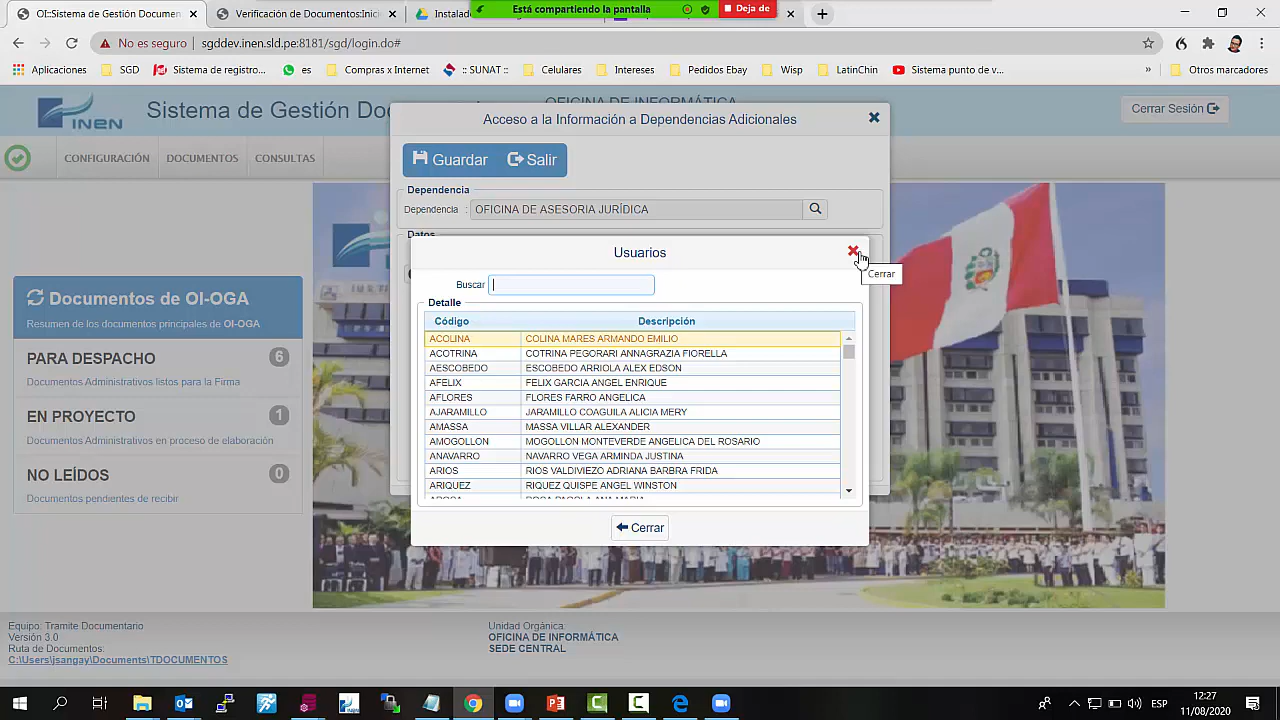 OI:Sistema de Gestión Documen
Verificación de Documentos:Inici
Instalad
Está compartiendo la pantalla
Deja de
No es seguro
sgddev.inen.sld.pe:8181/sgd/login.do#
Aplicaciones
SGD
Sistema de registro...
es
Compras x Internet
:: SUNAT ::
Celulares
Intereses
Pedidos Ebay
Wisp
LatinChin
Sistema punto de v...
»
Otros marcadores
INEN
Sistema de Gestión Do
OFICINA DE INFORMÁTICA
Cerrar Sesión
CONFIGURACIÓN
DOCUMENTOS
CONSULTAS
Acceso a la Información a Dependencias Adicionales
Guardar
Salir
Dependencia
Dependencia :
OFICINA DE ASESORIA JURÍDICA
Datos
Usuarios
Cerrar
Buscar
Detalle
Código Descripción
ACOLINA COLINA MARES ARMANDO EMILIO
ACOTRINA COTRINA PEGORARI ANNAGRAZIA FIORELLA
AESCOBEDO ESCOBEDO ARRIOLA ALEX EDSON
AFELIX FELIX GARCIA ANGEL ENRIQUE
AFLORES FLORES FARRO ANGELICA
AJARAMILLO JARAMILLO COAGUILA ALICIA MERY
AMASSA MASSA VILLAR ALEXANDER
AMOGOLLON MOGOLLON MONTEVERDE ANGELICA DEL ROSARIO
ANAVARRO NAVARRO VEGA ARMINDA JUSTINA
ARIOS RIOS VALDIVIEZO ADRIANA BARBRA FRIDA
ARIQUEZ RIQUEZ QUISPE ANGEL WINSTON
Cerrar
Documentos de OI-OGA
Resumen de los documentos principales de OI-OGA
PARA DESPACHO 6
Documentos Administrativos listos para la Firma
EN PROYECTO 1
Documentos Administrativos en proceso de elaboración
NO LEÍDOS 0
Documentos pendientes de recibir
Equipo: Tramite Documentario
Versión 3.0
Ruta de Documentos:
C:\Users\jsangay\Documents\TDOCUMENTOS
Unidad Orgánica:
OFICINA DE INFORMÁTICA
SEDE CENTRAL
ESP
12:27
11/08/2020